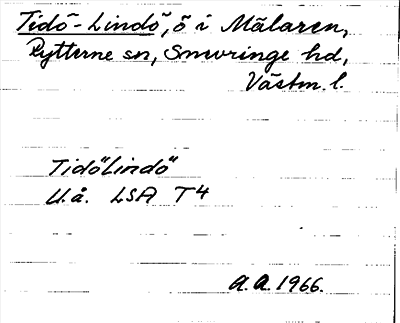 Tidö-Lindö, ö i Mälaren,
Rytterne sn, Snevringe hd,
Västm. l.
Tidö Lindö
U.å. LSA T4
A.A. 1966.